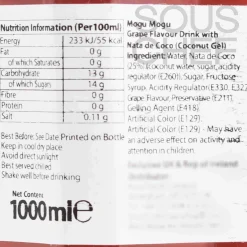 Nutrition Information (Per100ml)
Energy 233 kJ/55 kcal
Fat 0 g
of which Saturates 0 g
Carbohydrate 13 g
of which Sugars 14 g
Fibre 0 g
Protein 0 g
Salt 0.11 g
Best Before: See Date Printed on Bottle
Keep in cool dry place
Avoid direct sunlight
Best served chilled
Shake well before drinking
Net Contents
1000ml℮
SOUS
Mogu Mogu
Grape Flavour Drink with
Nata de Coco (Coconut Gel)
Ingredients: Water, Nata de Coco
25% (Coconut water, sugar, acidity
regulator (E260)), Sugar, Fructose
Syrup, Acidity Regulator (E330, E327
Grape Flavour, Preservative (E211),
Gelling Agent (E418)
Artificial Color (E129).
Artificial Color (E129) - May have
an adverse effect on activity and
attention in children.